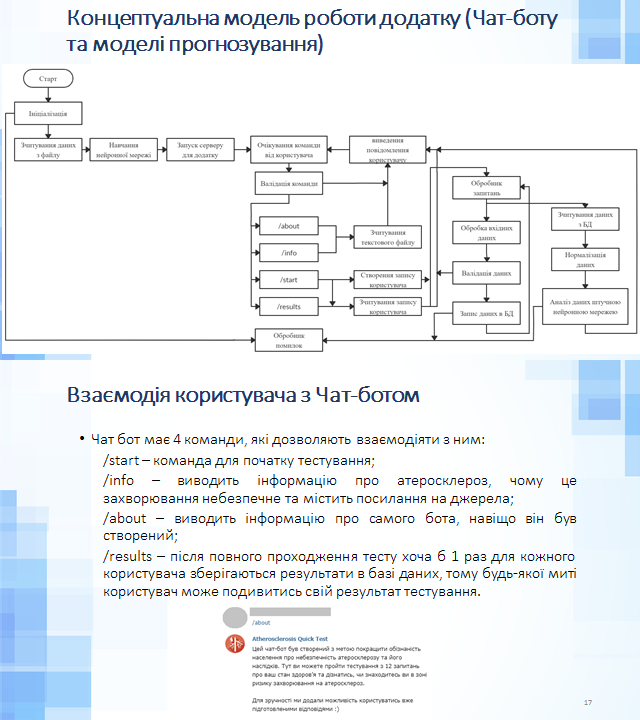 Концептуальна модель роботи додатку (Чат-боту
та моделі прогнозування)
Старт
Ініціалізація
Зчитування даних
з файлу
Навчання
нейронної мережі
Запуск серверу
для додатку
Очікування команди
від користувача
виведення
повідомлення
користувачу
Валідація команди
/about
/info
/start
/results
Зчитування
текстового файлу
Створення запису
користувача
Зчитування запису
користувача
Обробник
помилок
Обробник
запитань
Обробка вхідних
даних
Валідація даних
Запис даних в БД
Зчитування даних
з БД
Нормалізація
даних
Аналіз даних штучною
нейронною мережею
Взаємодія користувача з Чат-ботом
• Чат бот має 4 команди, які дозволяють взаємодіяти з ним:
/start – команда для початку тестування;
/info – виводить інформацію про атеросклероз, чому це
захворювання небезпечне та містить посилання на джерела;
/about – виводить інформацію про самого бота, навіщо він був
створений;
/results – після повного проходження тесту хоча б 1 раз для кожного
користувача зберігаються результати в базі даних, тому будь-якої миті
користувач може подивитись свій результат тестування.
/about
Atherosclerosis Quick Test
Цей чат-бот був створений з метою покращити обізнаність
населення про небезпечність атеросклерозу та його
наслідків. Тут ви можете пройти тестування з 12 запитань
про ваш стан здоров'я та дізнатись, чи знаходитесь ви в зоні
ризику захворювання на атеросклероз.
Для зручності ми додали можливість користуватись вже
підготовленими відповідями :)
17